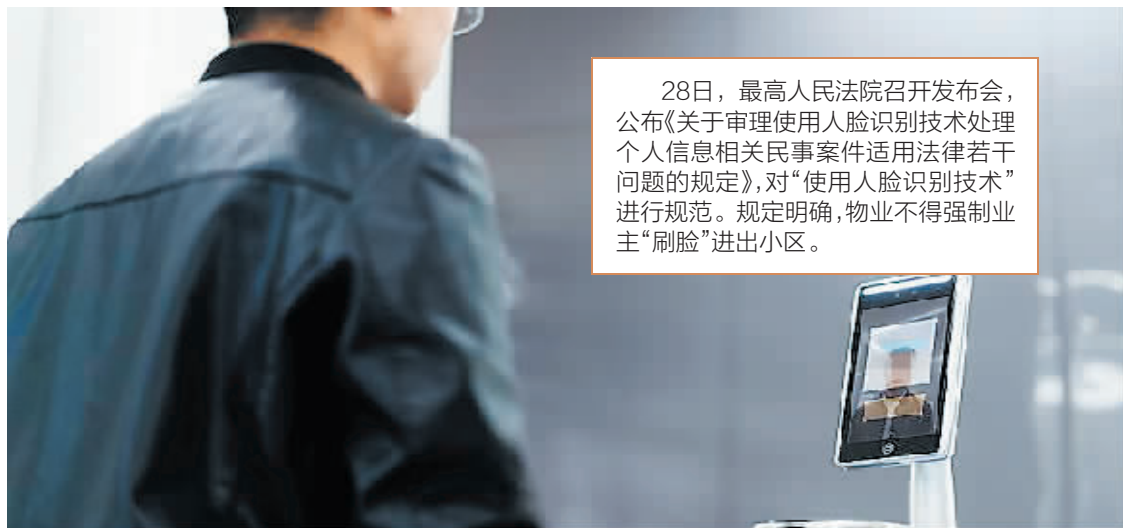 28日，最高人民法院召开发布会，
公布《关于审理使用人脸识别技术处理
个人信息相关民事案件适用法律若干
问题的规定》，对“使用人脸识别技术”
进行规范。规定明确，物业不得强制业
主“刷脸”进出小区。